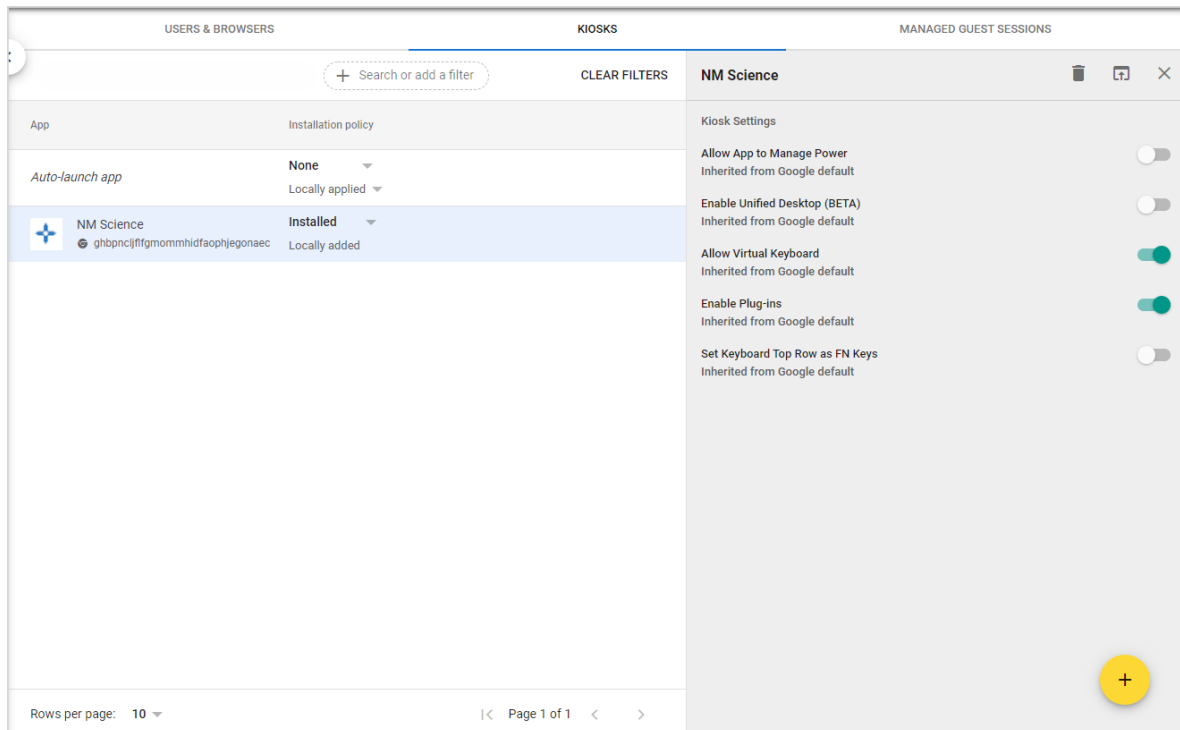 USERS & BROWSERS
KIOSKS
MANAGED GUEST SESSIONS
Search or add a filter
CLEAR FILTERS
App
Installation policy
Auto-launch app
None
Locally applied
NM Science
ghbpncljflfgmommhidfaophjegonaec
Installed
Locally added
Rows per page: 10
Page 1 of 1
NM Science
Kiosk Settings
Allow App to Manage Power
Inherited from Google default
Enable Unified Desktop (BETA)
Inherited from Google default
Allow Virtual Keyboard
Inherited from Google default
Enable Plug-ins
Inherited from Google default
Set Keyboard Top Row as FN Keys
Inherited from Google default